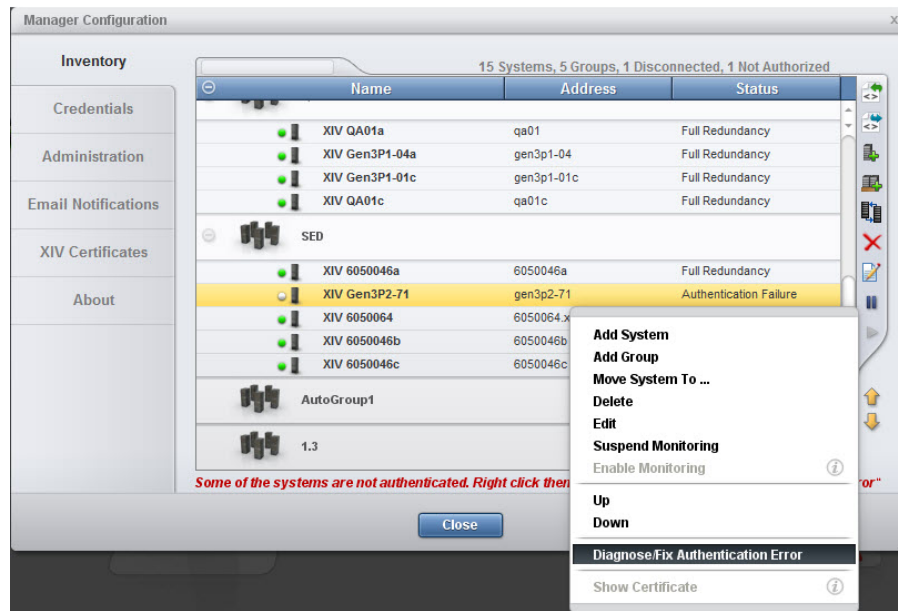 Manager Configuration
x
Inventory
Credentials
Administration
Email Notifications
XIV Certificates
About
15 Systems, 5 Groups, 1 Disconnected, 1 Not Authorized
Name Address Status
XIV QA01a qa01 Full Redundancy
XIV Gen3P1-04a gen3p1-04 Full Redundancy
XIV Gen3P1-01c gen3p1-01c Full Redundancy
XIV QA01c qa01c Full Redundancy
SED
XIV 6050046a 6050046a Full Redundancy
XIV Gen3P2-71 gen3p2-71 Authentication Failure
XIV 6050064 6050064.x
XIV 6050046b 6050046b
XIV 6050046c 6050046c
AutoGroup1
1.3
Some of the systems are not authenticated. Right click then
or"
Close
Add System
Add Group
Move System To ...
Delete
Edit
Suspend Monitoring
Enable Monitoring
Up
Down
Diagnose/Fix Authentication Error
Show Certificate